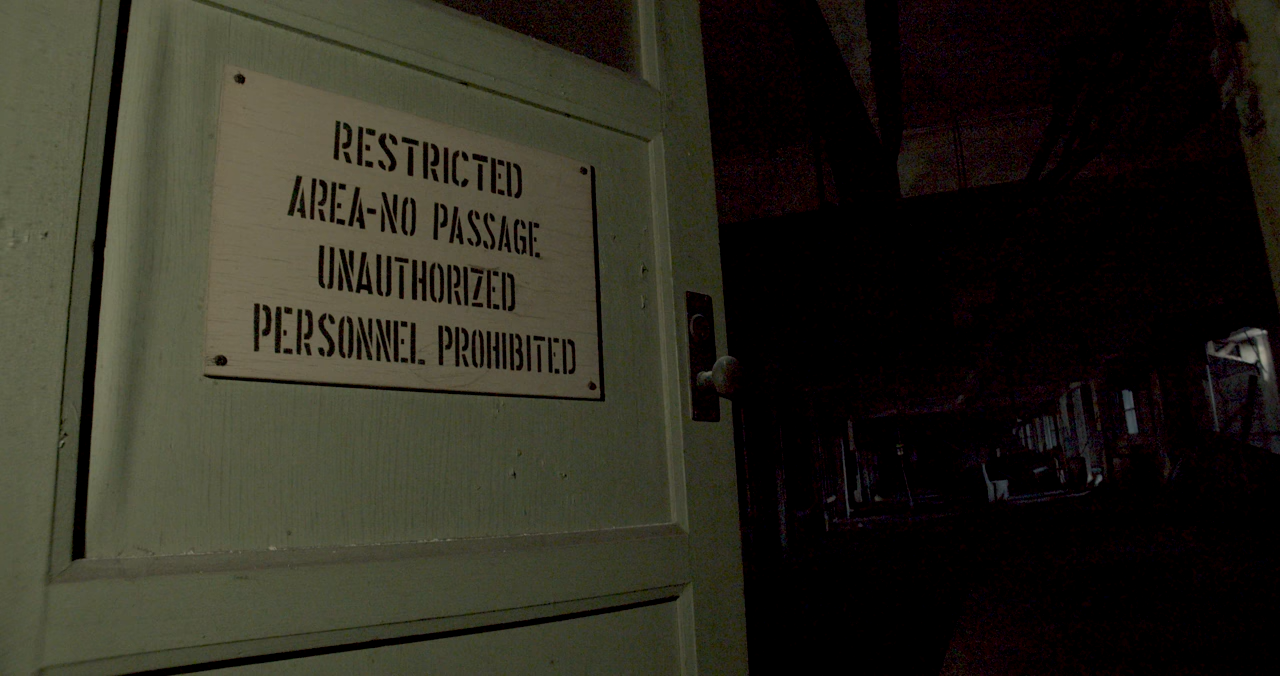 RESTRICTED
AREA-NO PASSAGE
UNAUTHORIZED
PERSONNEL PROHIBITED